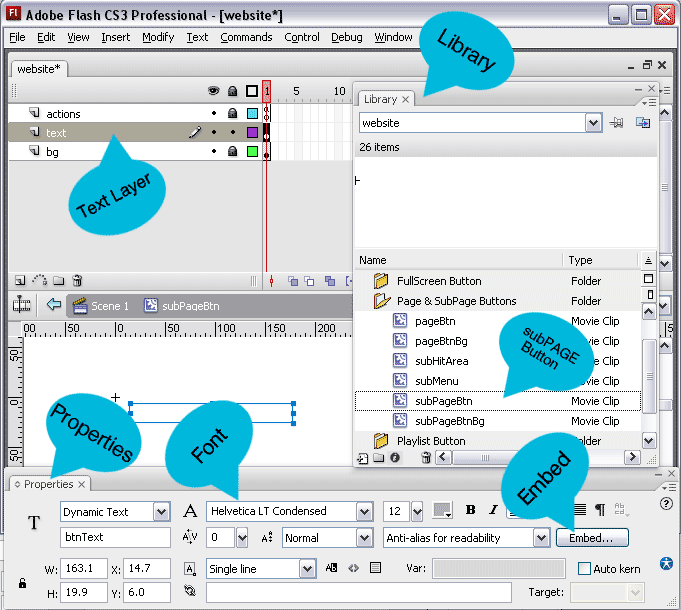 Adobe Flash CS3 Professional - [website*]
File Edit View Insert Modify Text Commands Control Debug Window
Library
website*
1 5 10
Library
actions
website
text
26 items
bg
Text Layer
Name Type
FullScreen Button Folder
Scene 1 subPageBtn
Page & SubPage Buttons Folder
pageBtn Movie Clip
00 50 0 50 100 150 200
pageBtnBg Movie Clip
subPAGE Button
subHitArea Movie Clip
subMenu Movie Clip
subPageBtn Movie Clip
subPageBtnBg Movie Clip
Playlist Button Folder
50
0
50
Properties
Font
Embed
Properties
T Dynamic Text A Helvetica LT Condensed 12 B I
btnText AV 0 Normal Anti-alias for readability Embed...
W: 163.1 X: 14.7 Single line AB <> Var: Auto kern
H: 19.9 Y: 6.0 Target: